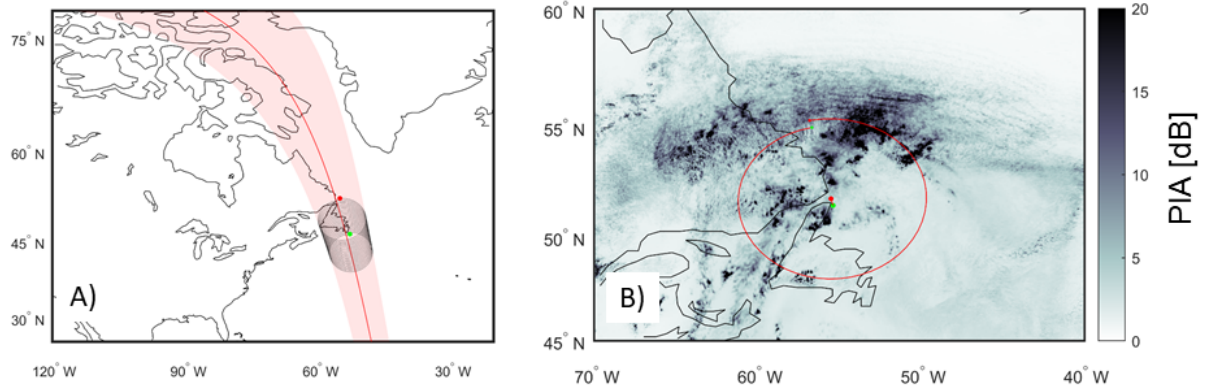 75° N
60° N
45° N
30° N
A)
120° W
90° W
60° W
30° W
60° N
55° N
50° N
45° N
B)
70° W
60° W
50° W
40° W
20
15
10
5
0
PIA [dB]